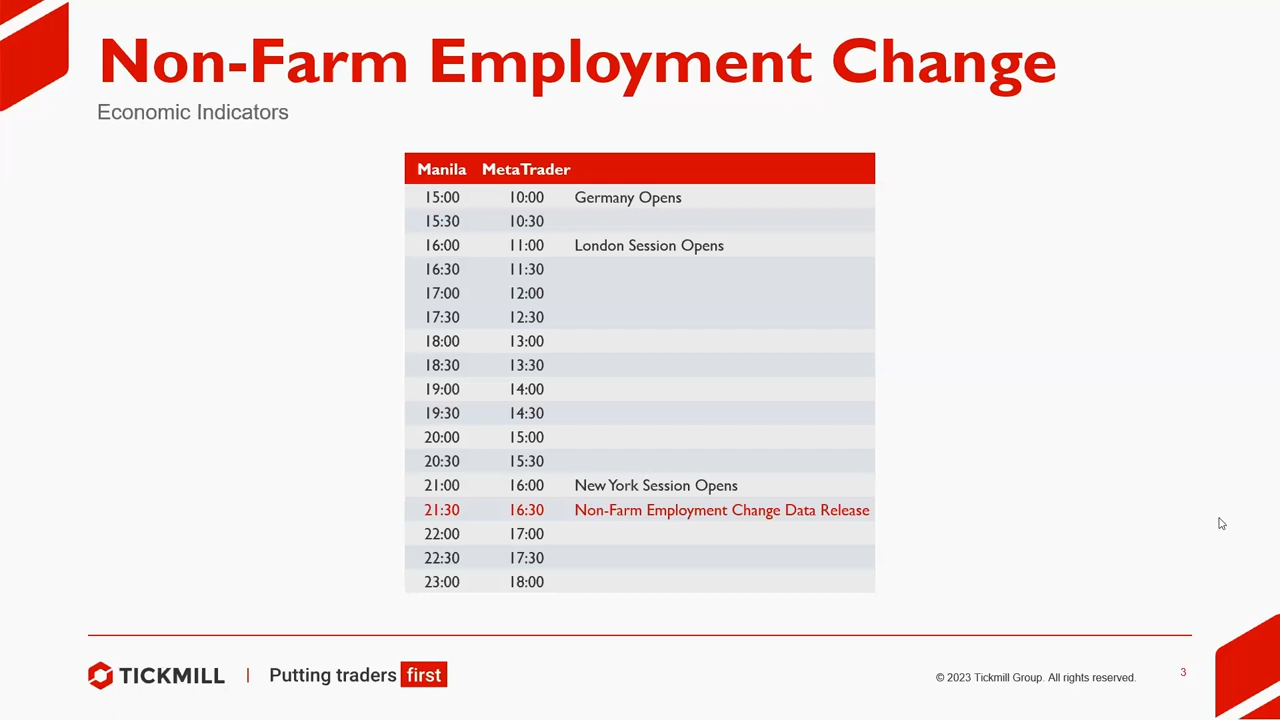 Non-Farm Employment Change
Economic Indicators
Manila MetaTrader
15:00 10:00 Germany Opens
15:30 10:30
16:00 11:00 London Session Opens
16:30 11:30
17:00 12:00
17:30 12:30
18:00 13:00
18:30 13:30
19:00 14:00
19:30 14:30
20:00 15:00
20:30 15:30
21:00 16:00 New York Session Opens
21:30 16:30 Non-Farm Employment Change Data Release
22:00 17:00
22:30 17:30
23:00 18:00
TICKMILL | Putting traders first
© 2023 Tickmill Group. All rights reserved. 3